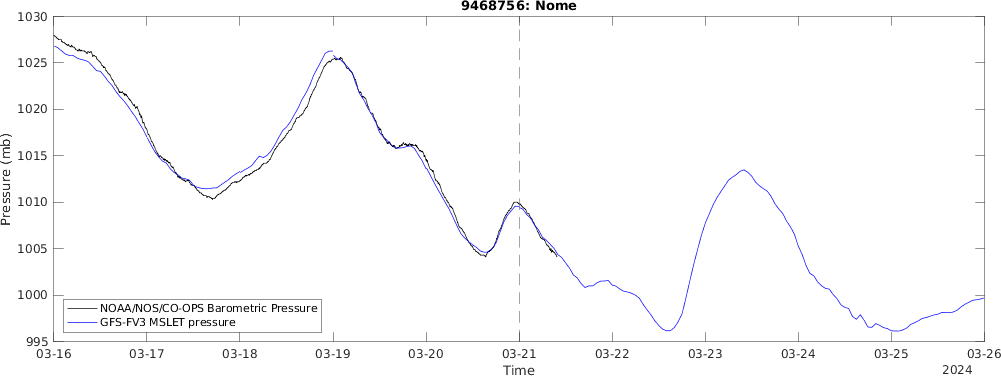 9468756: Nome
1030
1025
1020
1015
1010
1005
1000
995
Pressure (mb)
NOAA/NOS/CO-OPS Barometric Pressure
GFS-FV3 MSLET pressure
03-16 03-17 03-18 03-19 03-20 03-21 03-22 03-23 03-24 03-25 03-26
Time
2024